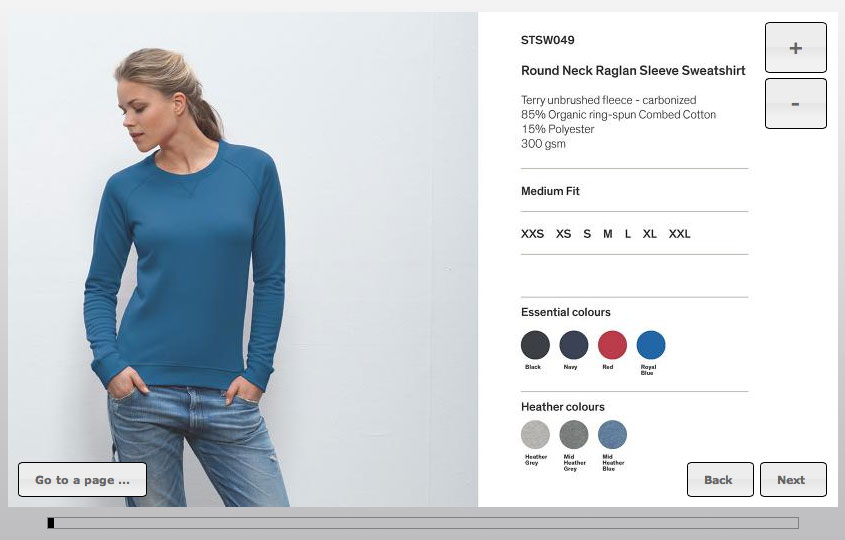 STSW049
Round Neck Raglan Sleeve Sweatshirt
Terry unbrushed fleece - carbonized
85% Organic ring-spun Combed Cotton
15% Polyester
300 gsm
Medium Fit
XXS XS S M L XL XXL
Essential colours
Black Navy Red Royal
Blue
Heather colours
Heather Mid Mid
Grey Heather Heather
Grey Blue
+
-
Go to a page ...
Back
Next